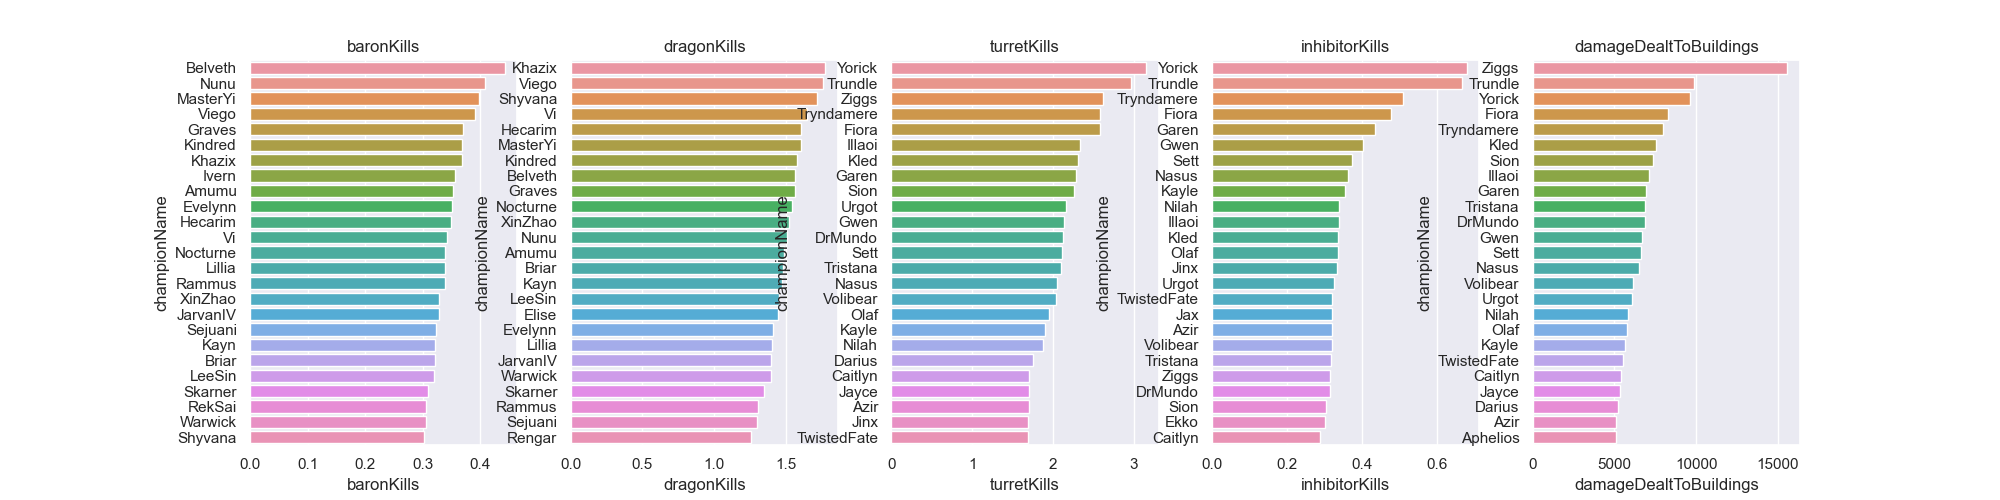 baronKills
Belveth
Nunu
MasterYi
Viego
Graves
Kindred
Khazix
Ivern
Amumu
Evelynn
Hecarim
Vi
Nocturne
Lillia
Rammus
XinZhao
JarvanIV
Sejuani
Kayn
Briar
LeeSin
Skarner
RekSai
Warwick
Shyvana
championName
0.0 0.1 0.2 0.3 0.4
baronKills
dragonKills
Khazix
Viego
Shyvana
Vi
Hecarim
MasterYi
Kindred
Belveth
Graves
Nocturne
XinZhao
Nunu
Amumu
Briar
Kayn
LeeSin
Elise
Evelynn
Lillia
JarvanIV
Warwick
Skarner
Rammus
Sejuani
Rengar
championName
0.0 0.5 1.0 1.5
dragonKills
turretKills
Yorick
Trundle
Ziggs
Tryndamere
Fiora
Illaoi
Kled
Garen
Sion
Urgot
Gwen
DrMundo
Sett
Tristana
Nasus
Volibear
Olaf
Kayle
Nilah
Darius
Caitlyn
Jayce
Azir
Jinx
TwistedFate
championName
0 1 2 3
turretKills
inhibitorKills
Yorick
Trundle
Tryndamere
Fiora
Garen
Gwen
Sett
Nasus
Kayle
Nilah
Illaoi
Kled
Olaf
Jinx
Urgot
TwistedFate
Jax
Azir
Volibear
Tristana
Ziggs
DrMundo
Sion
Ekko
Caitlyn
championName
0.0 0.2 0.4 0.6
inhibitorKills
damageDealtToBuildings
Ziggs
Trundle
Yorick
Fiora
Tryndamere
Kled
Sion
Illaoi
Garen
Tristana
DrMundo
Gwen
Sett
Nasus
Volibear
Urgot
Nilah
Olaf
Kayle
TwistedFate
Caitlyn
Jayce
Darius
Azir
Aphelios
championName
0 5000 10000 15000
damageDealtToBuildings